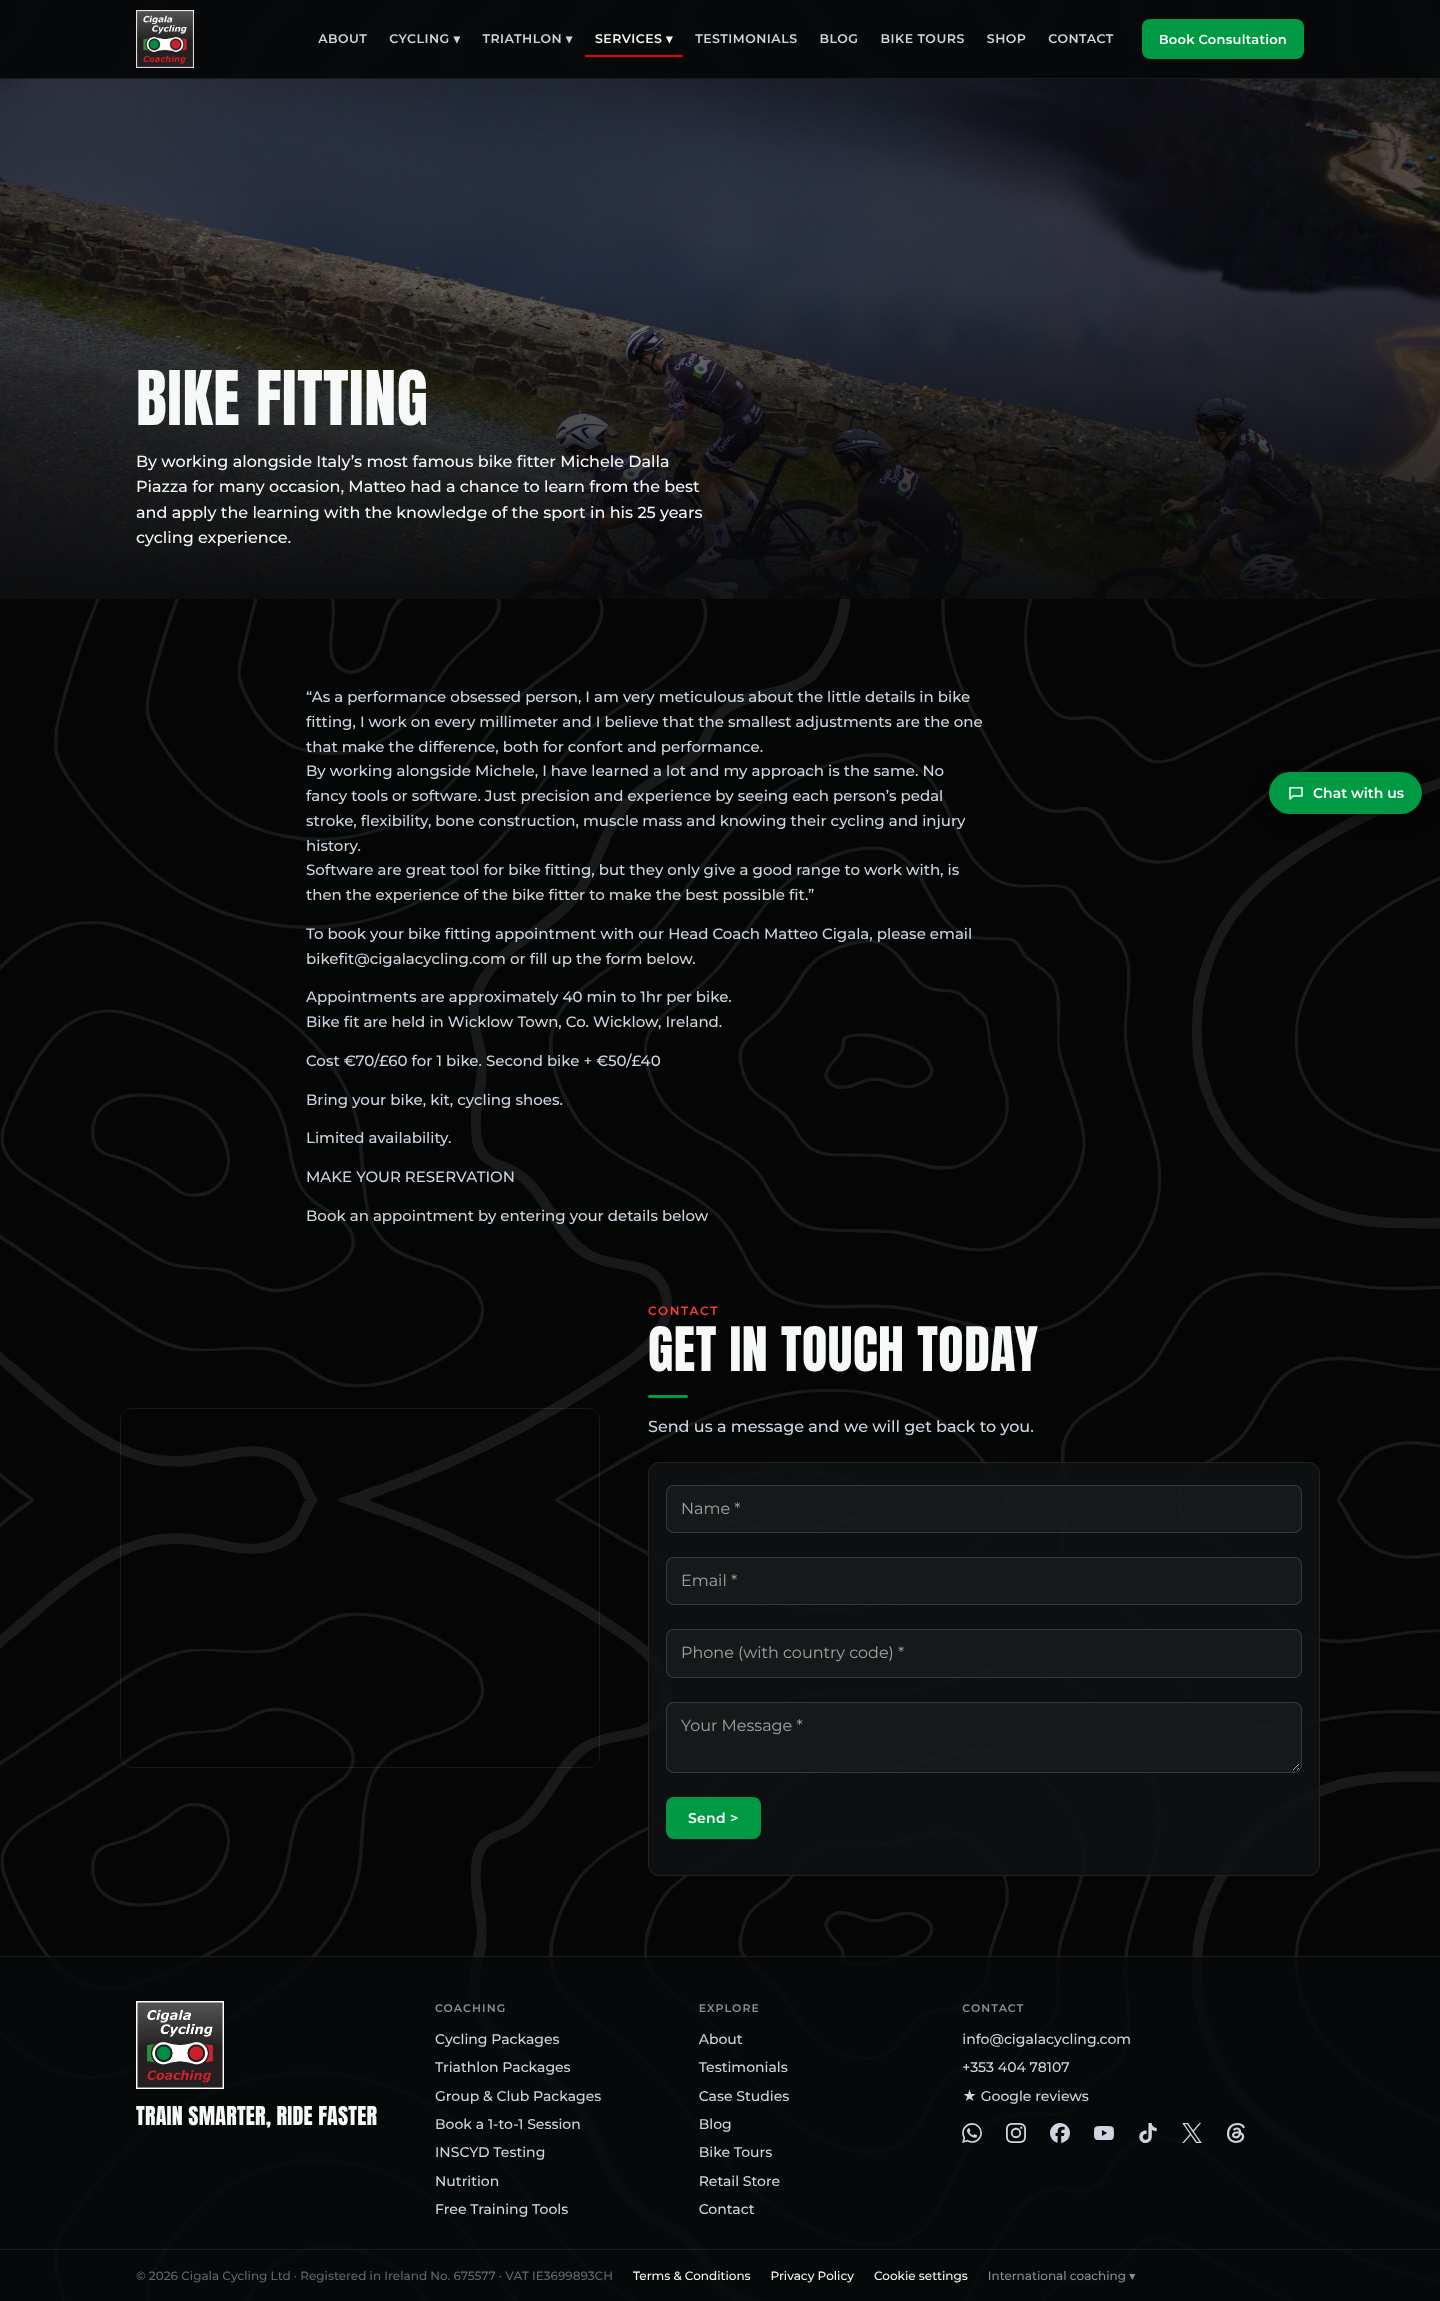 Cigala
Cycling
Coaching
ABOUT CYCLING ▾ TRIATHLON ▾ SERVICES ▾ TESTIMONIALS BLOG BIKE TOURS SHOP CONTACT Book Consultation
BIKE FITTING
By working alongside Italy’s most famous bike fitter Michele Dalla
Piazza for many occasion, Matteo had a chance to learn from the best
and apply the learning with the knowledge of the sport in his 25 years
cycling experience.
“As a performance obsessed person, I am very meticulous about the little details in bike
fitting, I work on every millimeter and I believe that the smallest adjustments are the one
that make the difference, both for confort and performance.
By working alongside Michele, I have learned a lot and my approach is the same. No
fancy tools or software. Just precision and experience by seeing each person’s pedal
stroke, flexibility, bone construction, muscle mass and knowing their cycling and injury
history.
Software are great tool for bike fitting, but they only give a good range to work with, is
then the experience of the bike fitter to make the best possible fit.”
Chat with us
To book your bike fitting appointment with our Head Coach Matteo Cigala, please email
bikefit@cigalacycling.com or fill up the form below.
Appointments are approximately 40 min to 1hr per bike.
Bike fit are held in Wicklow Town, Co. Wicklow, Ireland.
Cost €70/£60 for 1 bike. Second bike + €50/£40
Bring your bike, kit, cycling shoes.
Limited availability.
MAKE YOUR RESERVATION
Book an appointment by entering your details below
CONTACT
GET IN TOUCH TODAY
Send us a message and we will get back to you.
Name *
Email *
Phone (with country code) *
Your Message *
Send >
Cigala
Cycling
Coaching
TRAIN SMARTER, RIDE FASTER
COACHING
Cycling Packages
Triathlon Packages
Group & Club Packages
Book a 1-to-1 Session
INSCYD Testing
Nutrition
Free Training Tools
EXPLORE
About
Testimonials
Case Studies
Blog
Bike Tours
Retail Store
Contact
CONTACT
info@cigalacycling.com
+353 404 78107
★ Google reviews
© 2026 Cigala Cycling Ltd · Registered in Ireland No. 675577 · VAT IE3699893CH Terms & Conditions Privacy Policy Cookie settings International coaching ▾